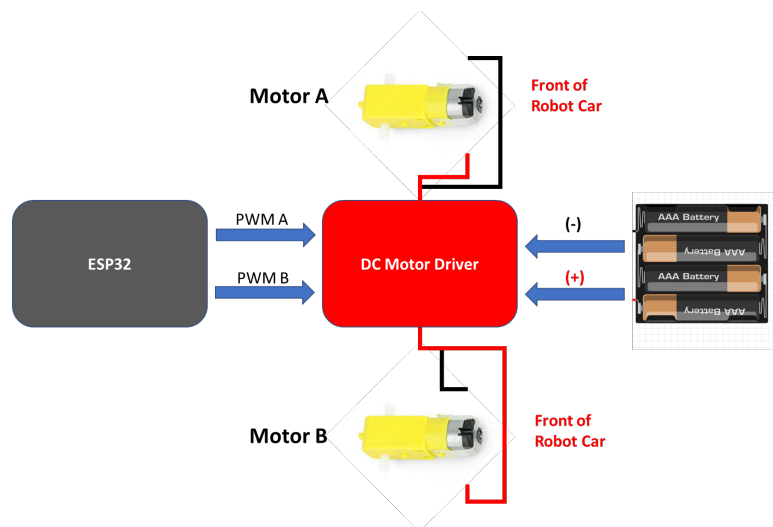 Motor A
Front of
Robot Car
PWM A
(-)
ESP32
DC Motor Driver
PWM B
(+)
AAA Battery
AAA Battery
AAA Battery
AAA Battery
Motor B
Front of
Robot Car